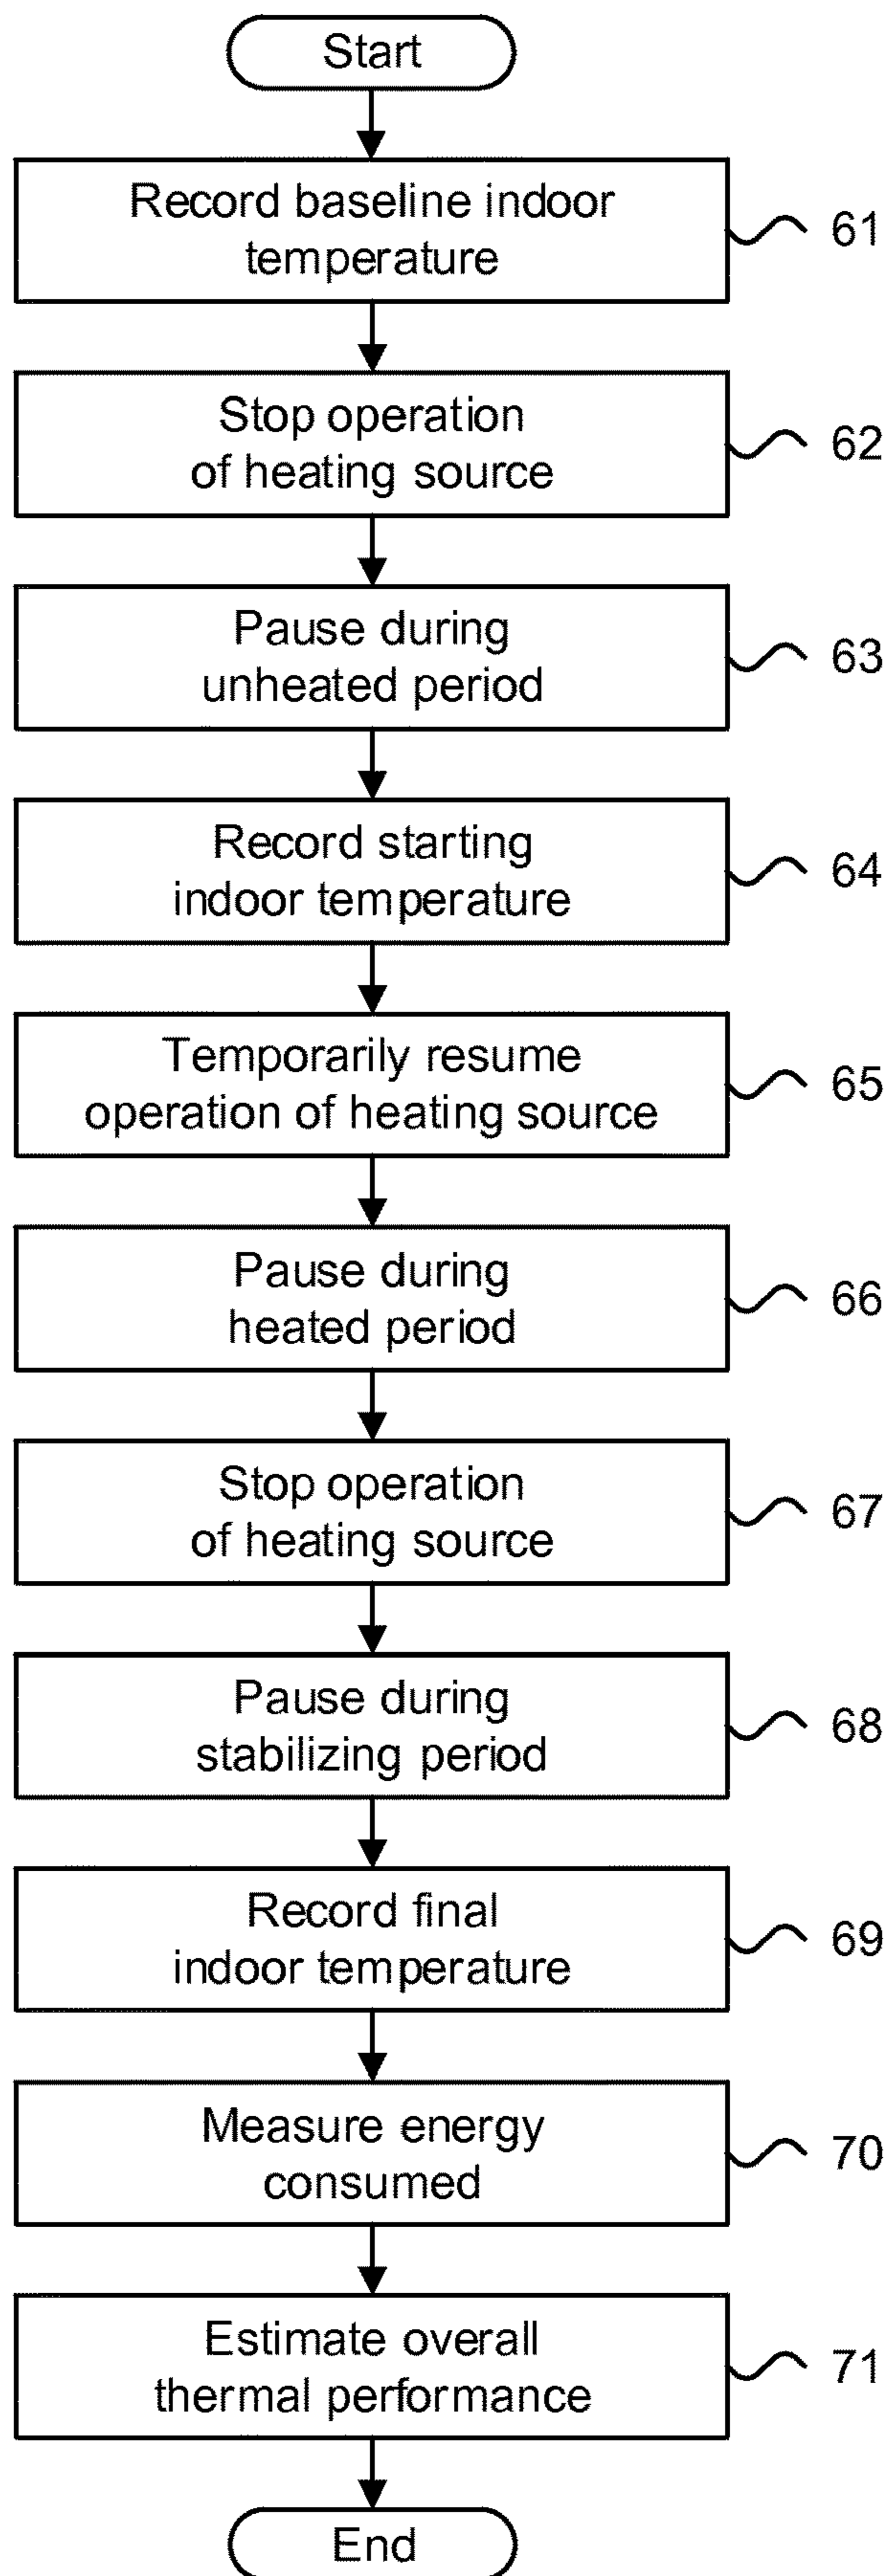 Start
Record baseline indoor
temperature
61
Stop operation
of heating source
62
Pause during
unheated period
63
Record starting
indoor temperature
64
Temporarily resume
operation of heating source
65
Pause during
heated period
66
Stop operation
of heating source
67
Pause during
stabilizing period
68
Record final
indoor temperature
69
Measure energy
consumed
70
Estimate overall
thermal performance
71
End